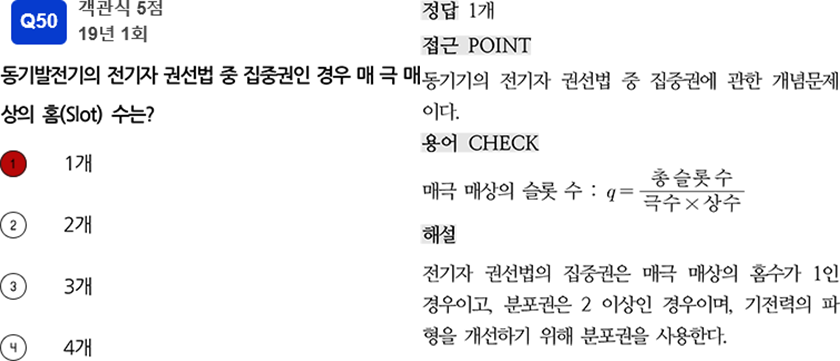 Q50
객관식 5점
19년 1회
동기발전기의 전기자 권선법 중 집중권인 경우 매 극 매
상의 홈(Slot) 수는?
1 1개
2 2개
3 3개
4 4개
정답 1개
접근 POINT
동기기의 전기자 권선법 중 집중권에 관한 개념문제
이다.
용어 CHECK
매극 매상의 슬롯 수 : q = 총 슬롯 수 / 극수 × 상수
해설
전기자 권선법의 집중권은 매극 매상의 홈수가 1인
경우이고, 분포권은 2 이상인 경우이며, 기전력의 파
형을 개선하기 위해 분포권을 사용한다.